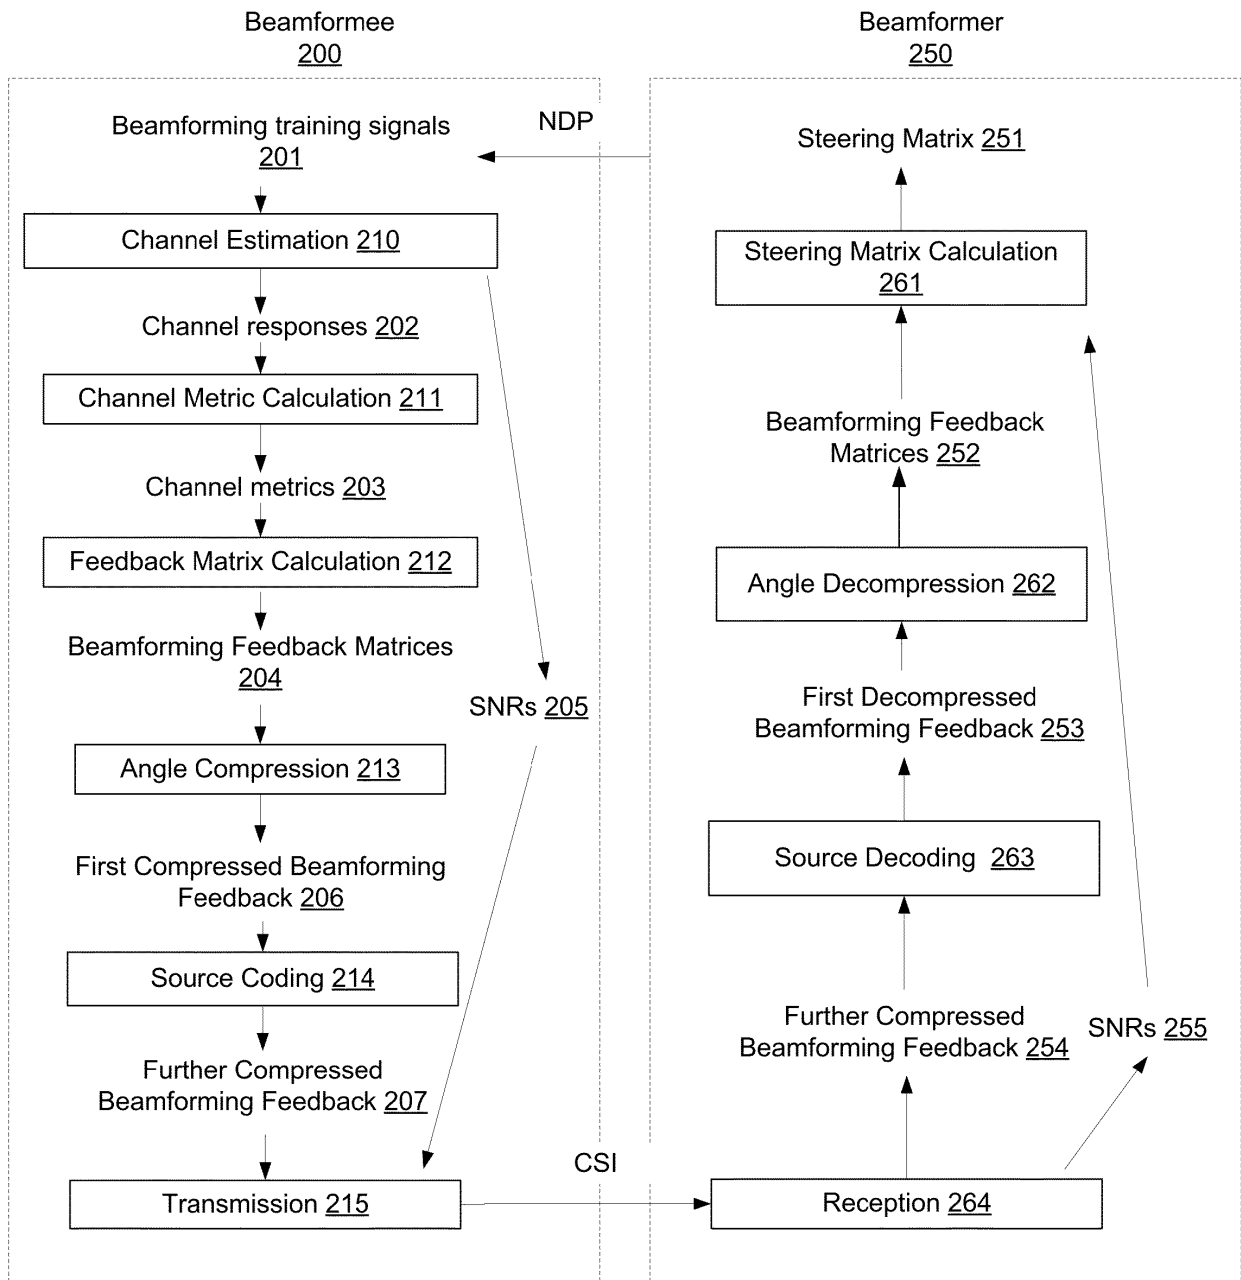 Beamformee
200
Beamforming training signals
201
Channel Estimation 210
Channel responses 202
Channel Metric Calculation 211
Channel metrics 203
Feedback Matrix Calculation 212
Beamforming Feedback Matrices
204
SNRs 205
Angle Compression 213
First Compressed Beamforming
Feedback 206
Source Coding 214
Further Compressed
Beamforming Feedback 207
Transmission 215
NDP
CSI
Beamformer
250
Steering Matrix 251
Steering Matrix Calculation
261
Beamforming Feedback
Matrices 252
Angle Decompression 262
First Decompressed
Beamforming Feedback 253
Source Decoding 263
Further Compressed
Beamforming Feedback 254
SNRs 255
Reception 264